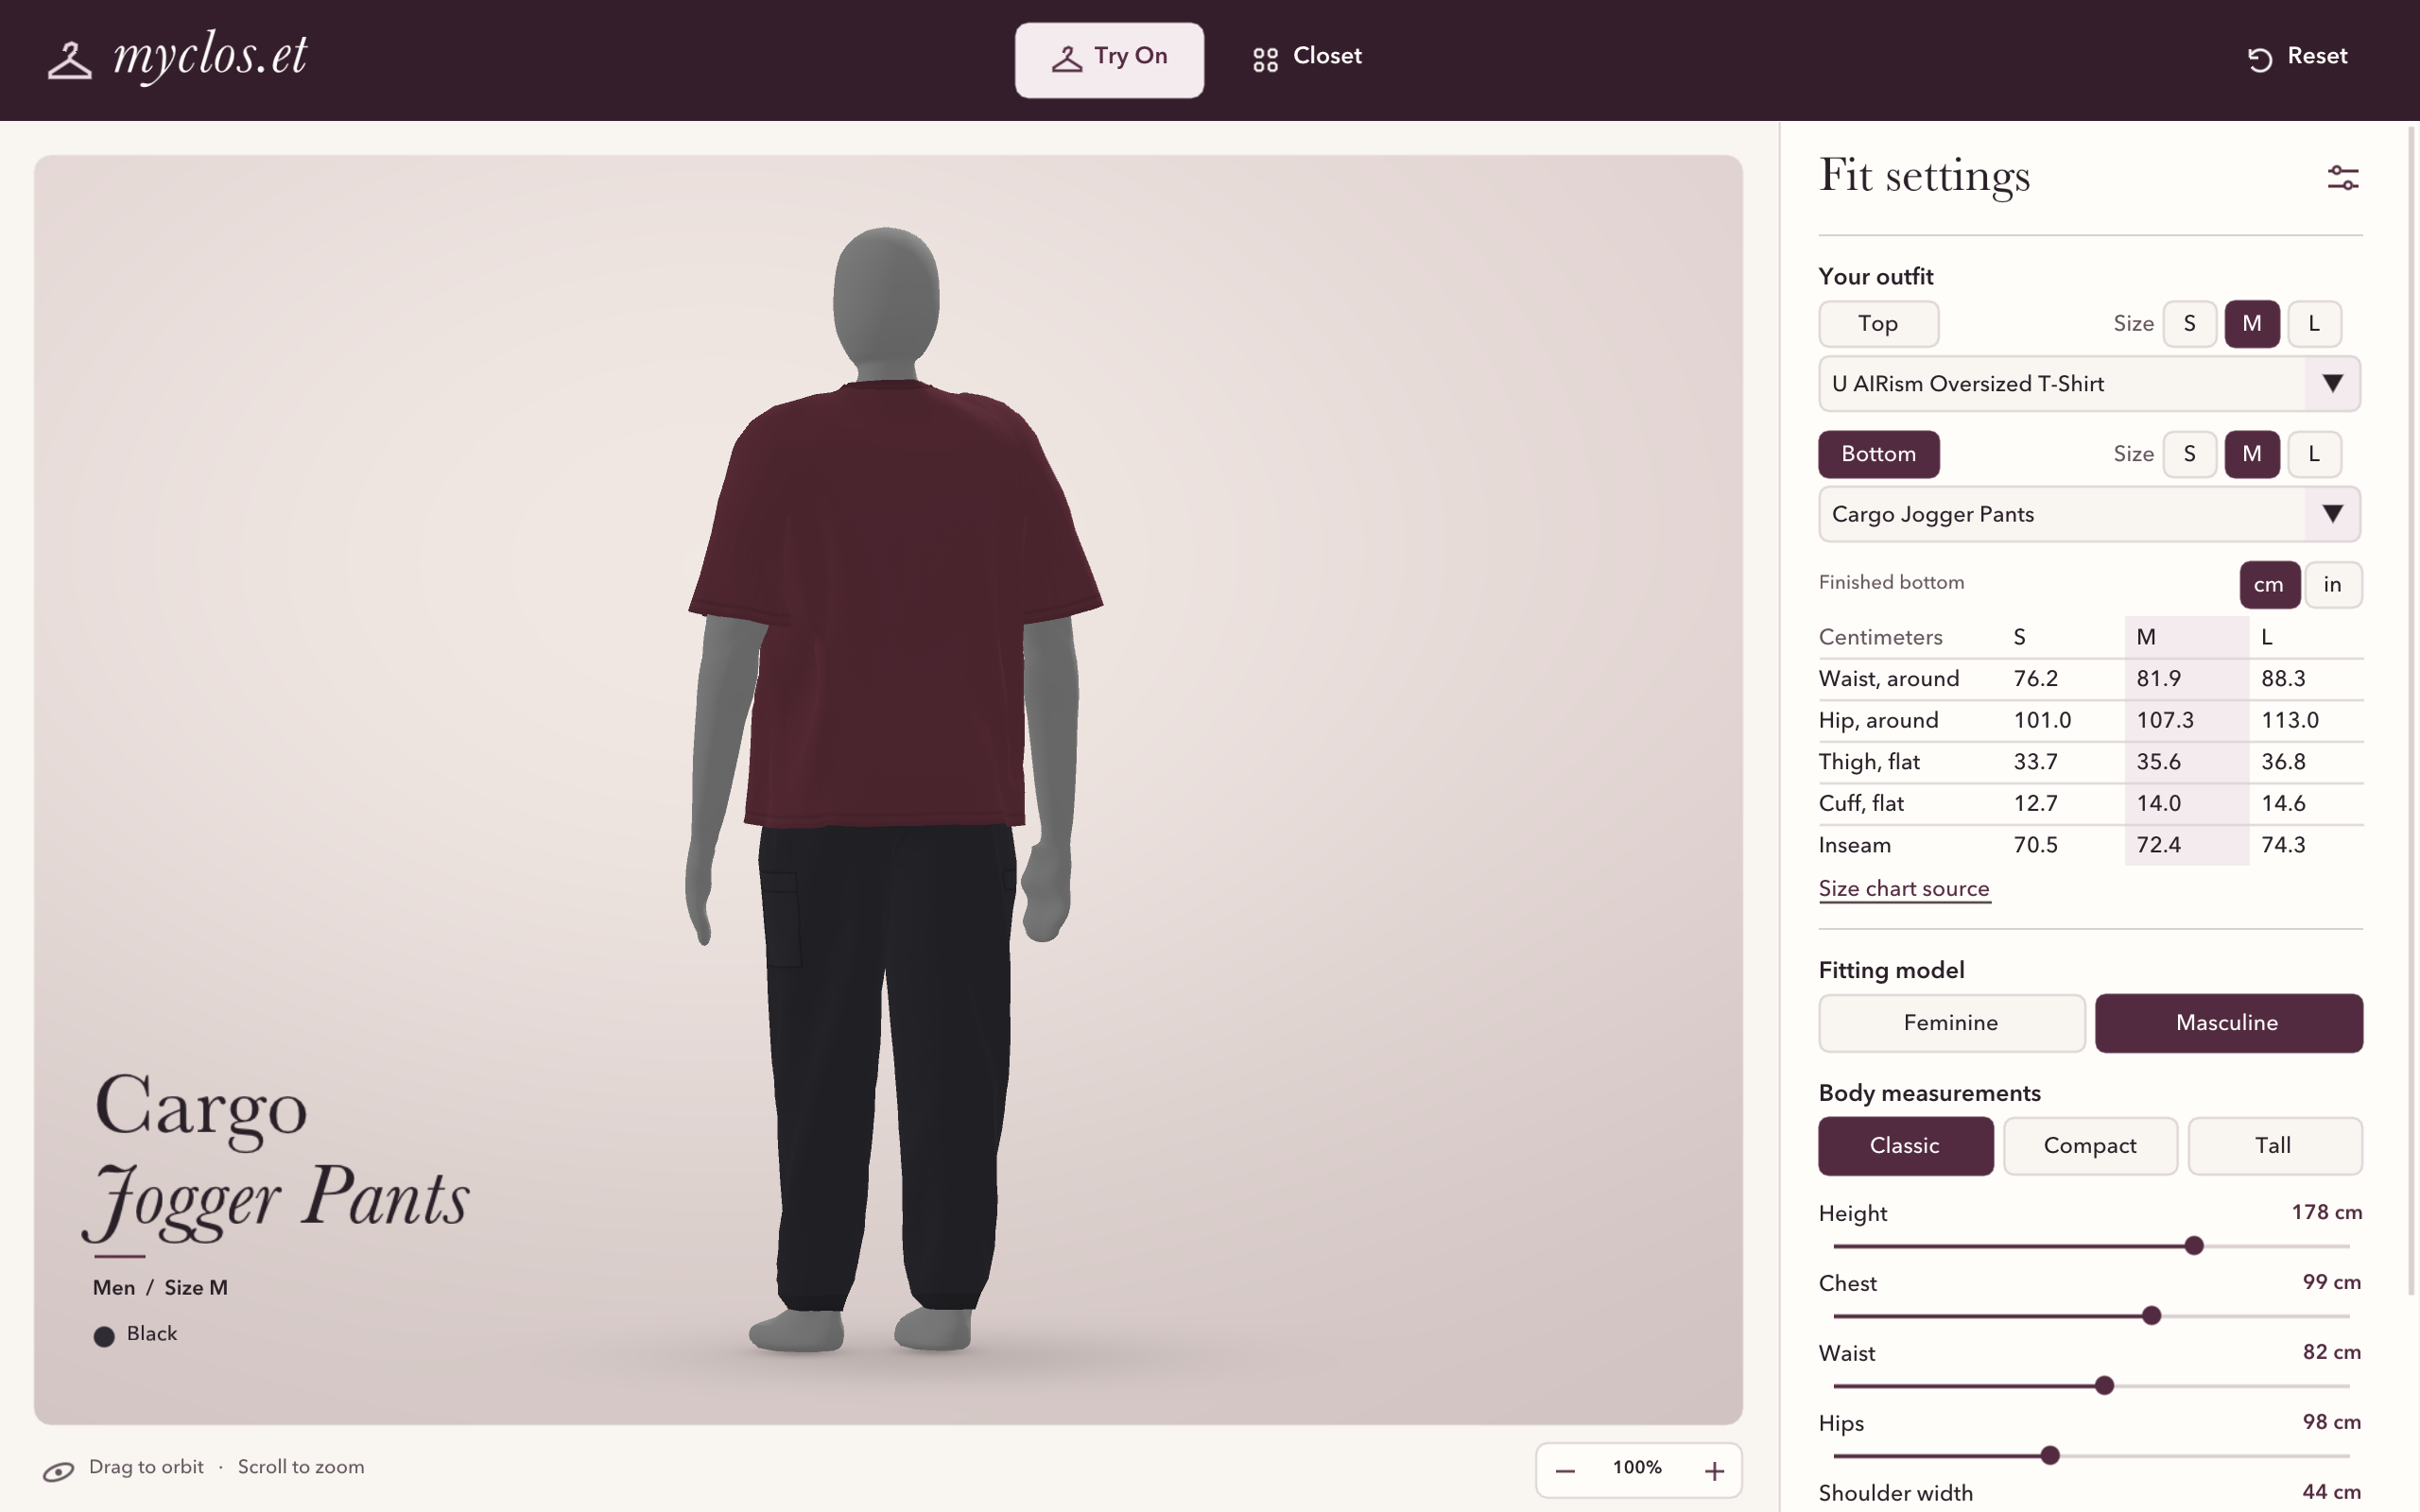 myclos.et
Try On
Closet
Reset
Cargo
Jogger Pants
Men / Size M
Black
Drag to orbit · Scroll to zoom
100%
Fit settings
Your outfit
Top Size S M L
U AIRism Oversized T-Shirt
Bottom Size S M L
Cargo Jogger Pants
Finished bottom cm in
Centimeters S M L
Waist, around 76.2 81.9 88.3
Hip, around 101.0 107.3 113.0
Thigh, flat 33.7 35.6 36.8
Cuff, flat 12.7 14.0 14.6
Inseam 70.5 72.4 74.3
Size chart source
Fitting model
Feminine Masculine
Body measurements
Classic Compact Tall
Height 178 cm
Chest 99 cm
Waist 82 cm
Hips 98 cm
Shoulder width 44 cm